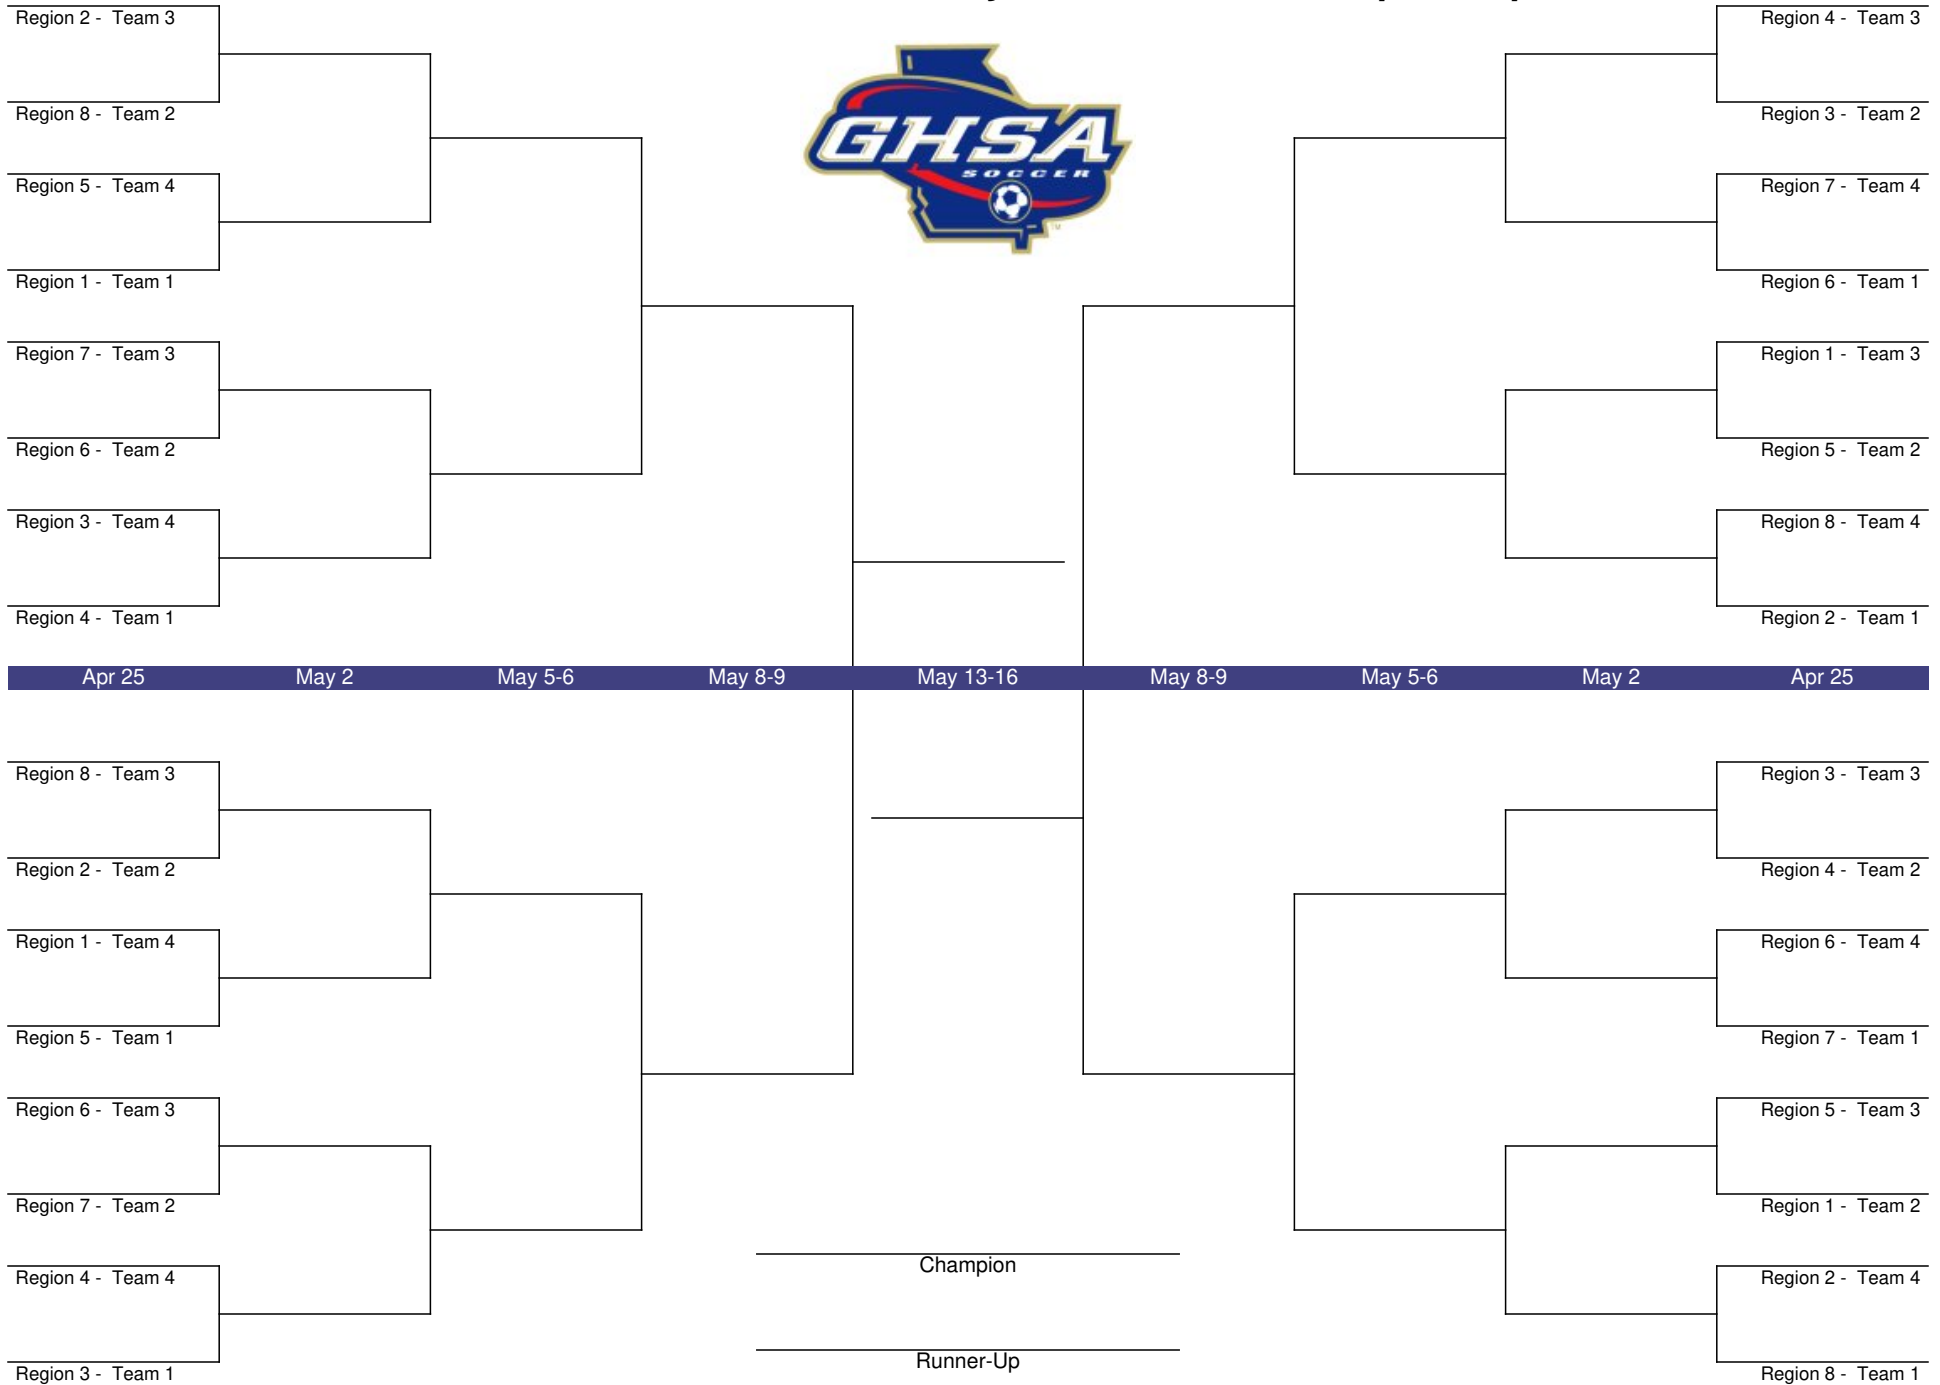 Region 2 - Team 3
Region 4 - Team 3
Region 8 - Team 2
Region 3 - Team 2
Region 5 - Team 4
Region 7 - Team 4
Region 1 - Team 1
Region 6 - Team 1
Region 7 - Team 3
Region 1 - Team 3
Region 6 - Team 2
Region 5 - Team 2
Region 3 - Team 4
Region 8 - Team 4
Region 4 - Team 1
Region 2 - Team 1
GHSA
SOCCER
TM
Apr 25 May 2 May 5-6 May 8-9 May 13-16 May 8-9 May 5-6 May 2 Apr 25
Region 8 - Team 3
Region 3 - Team 3
Region 2 - Team 2
Region 4 - Team 2
Region 1 - Team 4
Region 6 - Team 4
Region 5 - Team 1
Region 7 - Team 1
Region 6 - Team 3
Region 5 - Team 3
Region 7 - Team 2
Region 1 - Team 2
Region 4 - Team 4
Region 2 - Team 4
Region 3 - Team 1
Region 8 - Team 1
Champion
Runner-Up